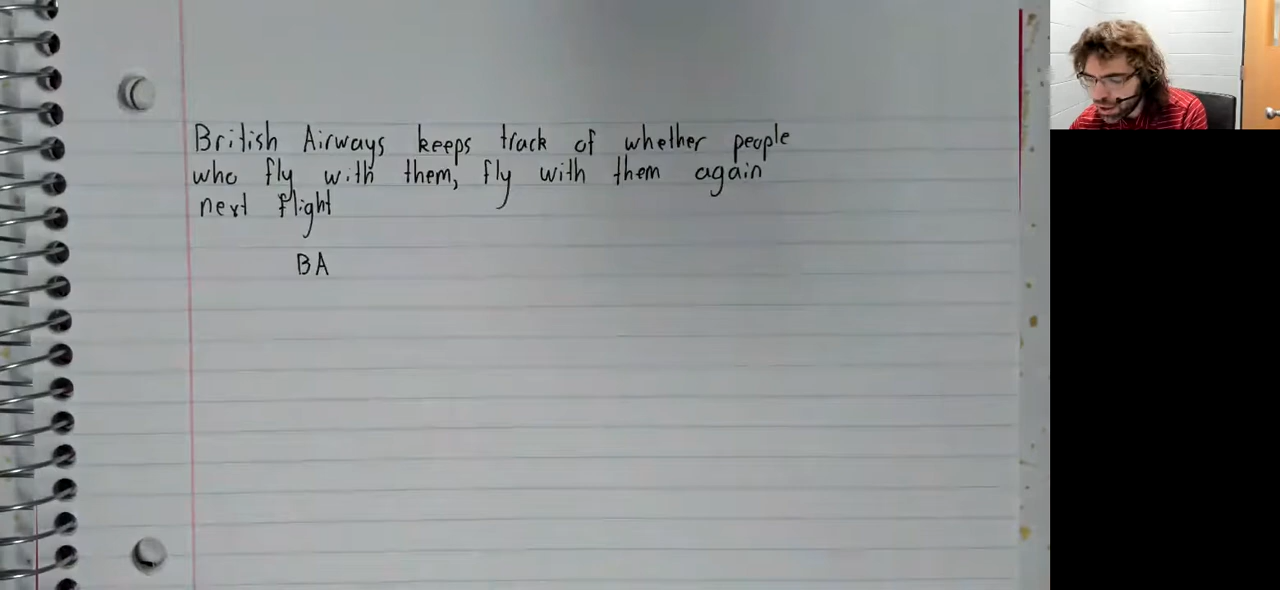 British Airways keeps track of whether people
who fly with them, fly with them again
next flight
BA